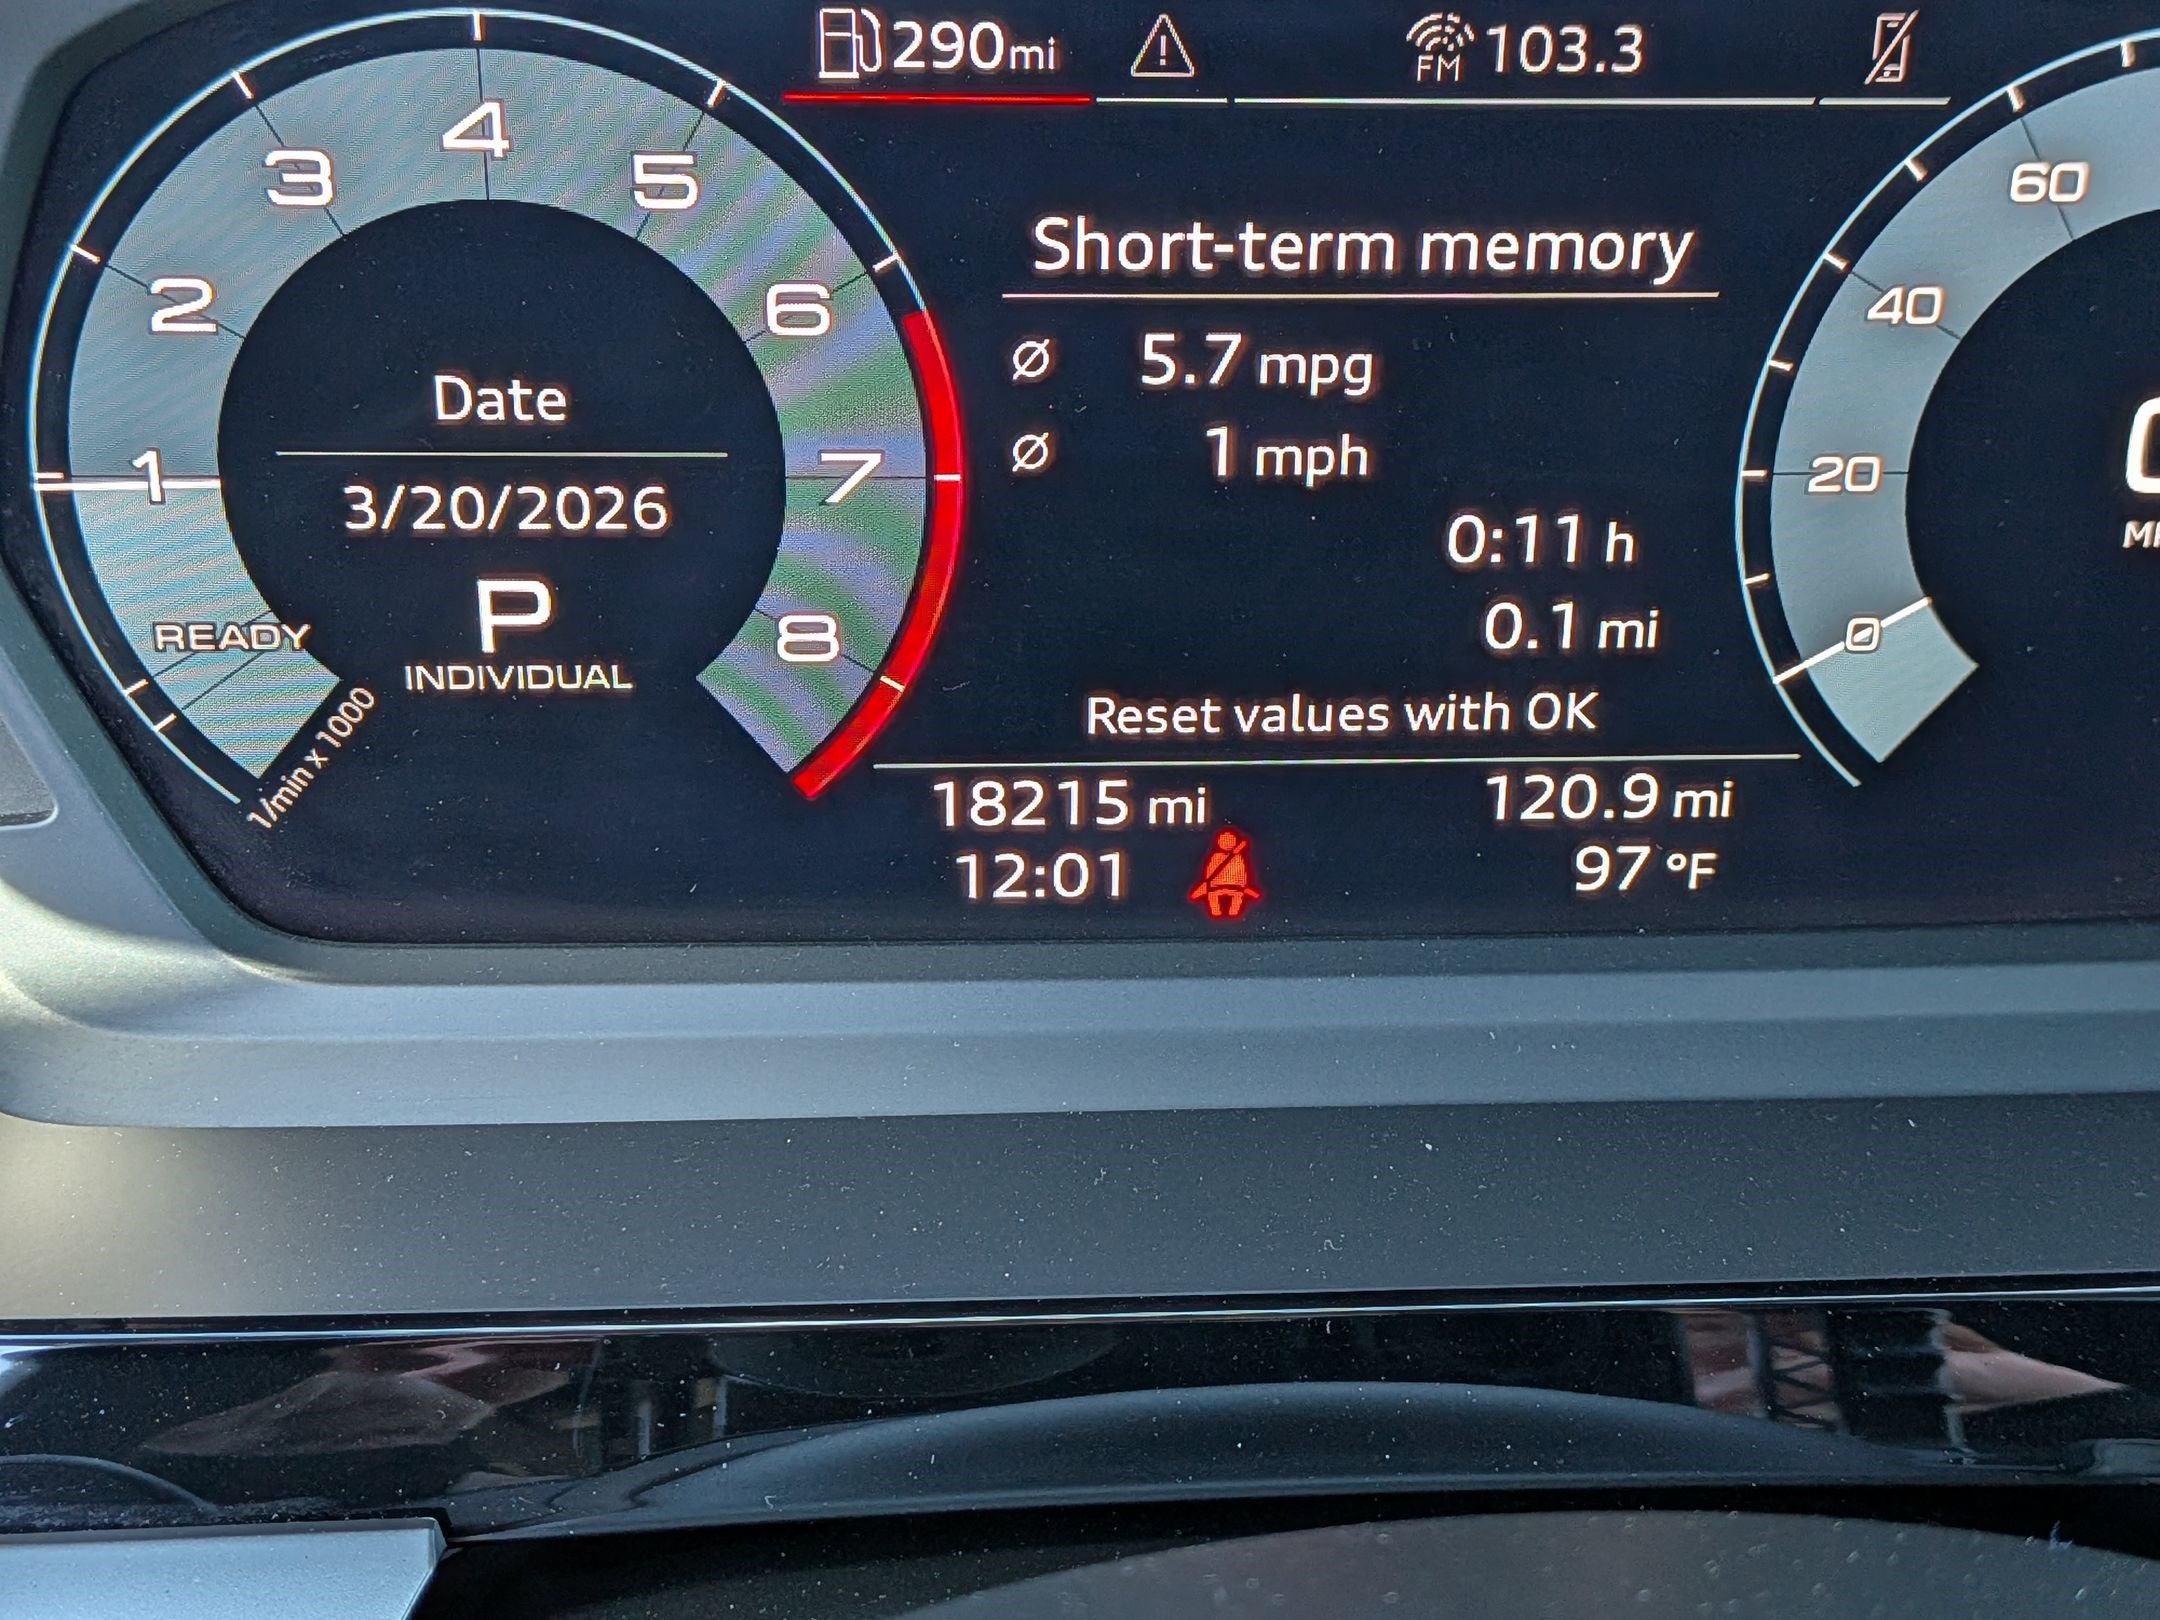 290 mi
FM 103.3
1
2
3
4
5
6
7
8
READY
1/min x 1000
Date
3/20/2026
P
INDIVIDUAL
Short-term memory
Ø 5.7 mpg
Ø 1 mph
0:11 h
0.1 mi
Reset values with OK
18215 mi 120.9 mi
12:01 97 °F
60
40
20
0